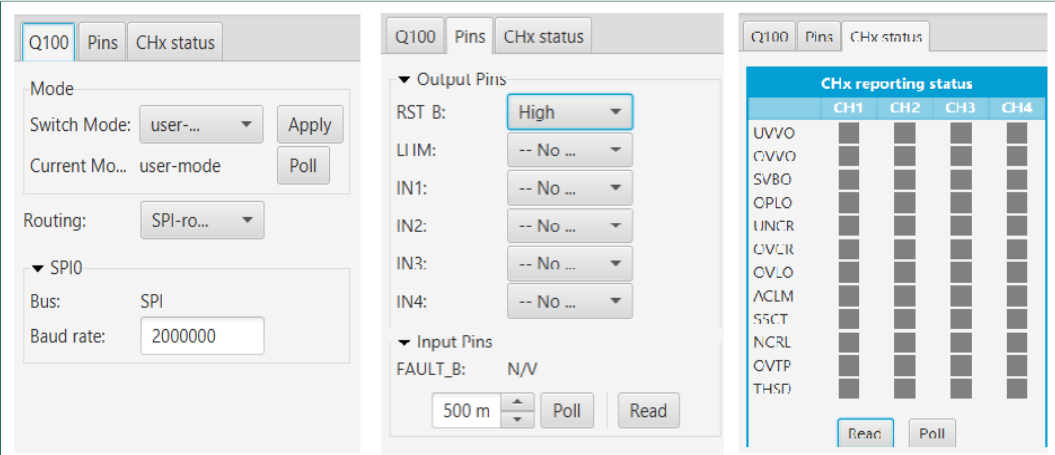 Q100 Pins CHx status
Mode
Switch Mode: user-... Apply
Current Mo... user-mode Poll
Routing: SPI-ro...
SPI0
Bus: SPI
Baud rate: 2000000
Q100 Pins CHx status
Output Pins
RST B: High
LHM: -- No ...
IN1: -- No ...
IN2: -- No ...
IN3: -- No ...
IN4: -- No ...
Input Pins
FAULT_B: N/V
500 m Poll Read
Q100 Pins CHx status
CHx reporting status
CH1 CH2 CH3 CH4
UVVO
OVVO
SVBO
OPLO
UNCR
OVCR
OVLO
ACLM
SSCT
NCRL
OVTP
THSD
Read Poll